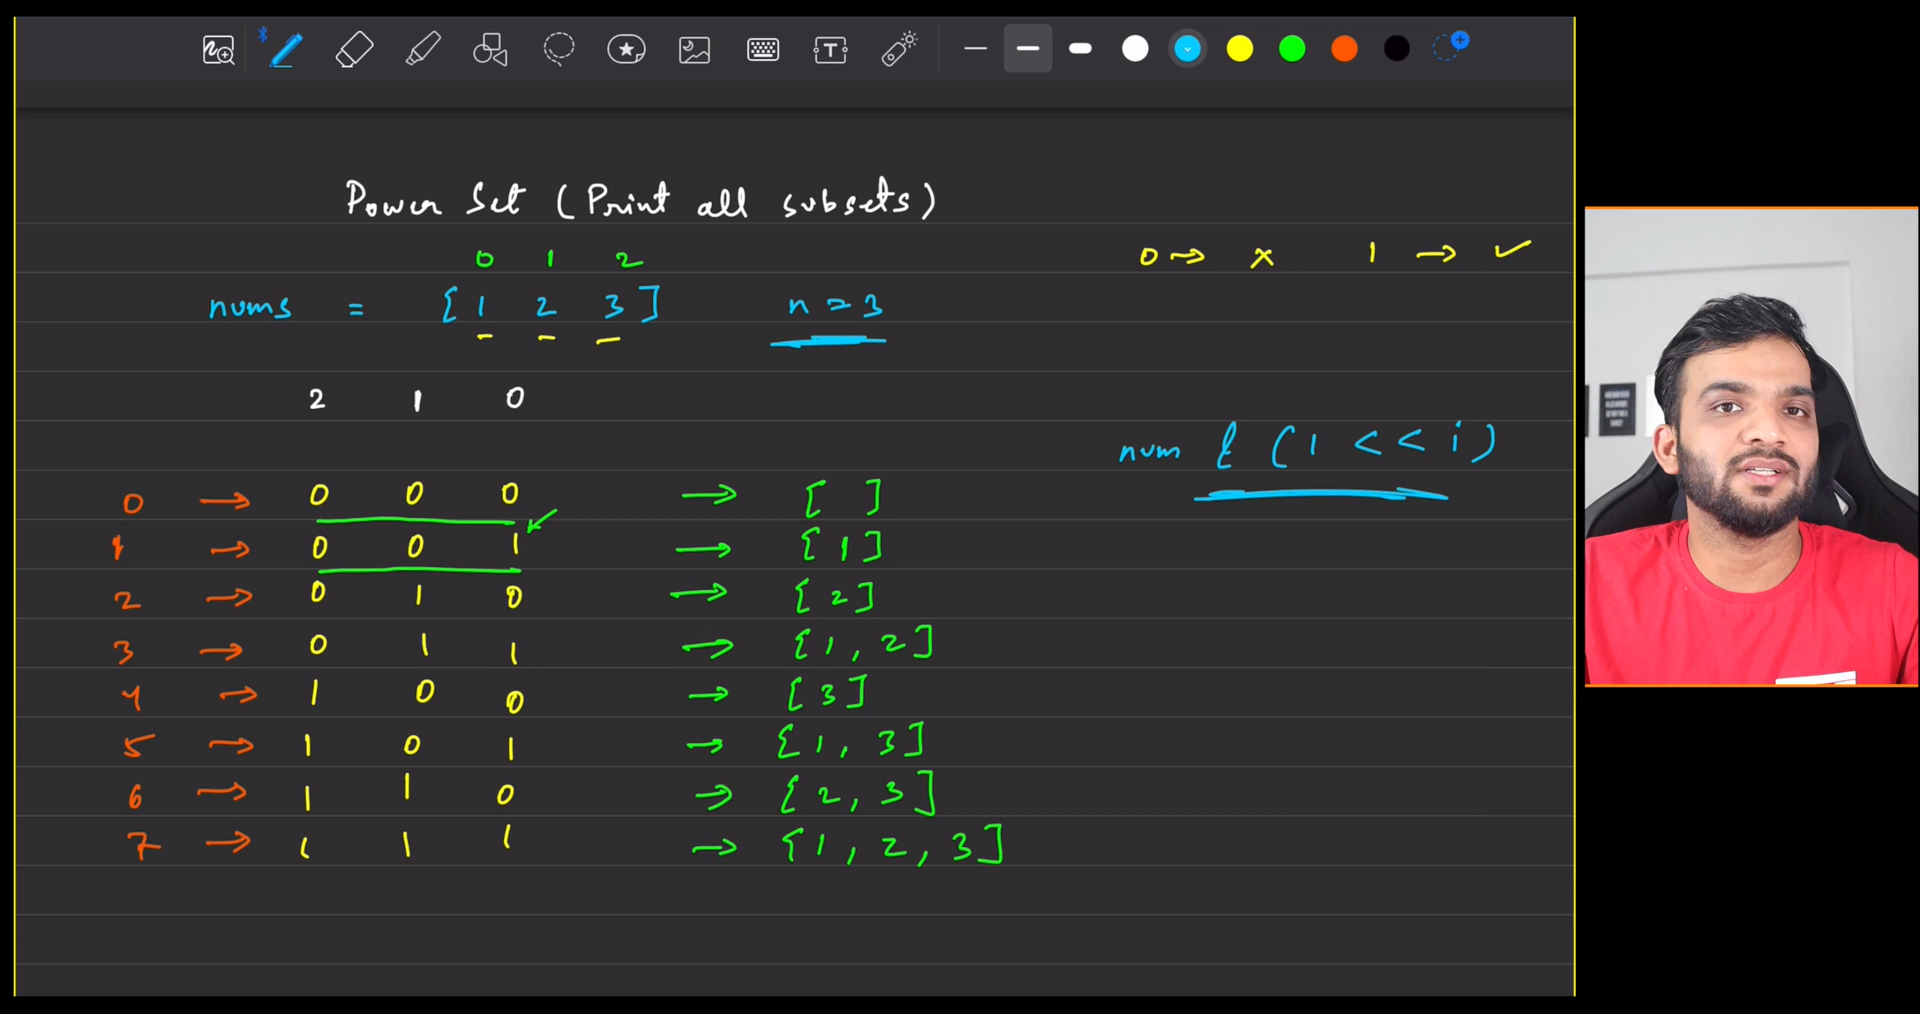 Power Set (Print all subsets)
0 1 2
0 → x 1 → ✓
nums = [ 1 2 3 ] n = 3
2 1 0
num & (1 << i)
0 → 0 0 0 → [ ]
1 → 0 0 1 → [1]
2 → 0 1 0 → [2]
3 → 0 1 1 → [1, 2]
4 → 1 0 0 → [3]
5 → 1 0 1 → [1, 3]
6 → 1 1 0 → [2, 3]
7 → 1 1 1 → [1, 2, 3]